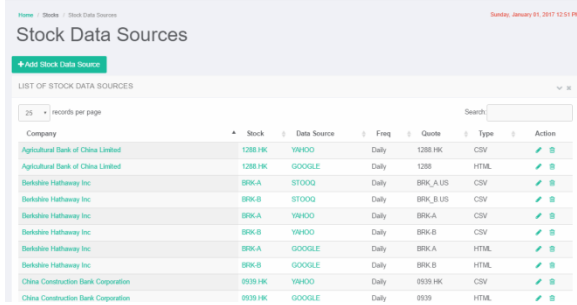 Home / Stocks / Stock Data Sources
Sunday, January 01, 2017 12:51 PM
Stock Data Sources
+Add Stock Data Source
LIST OF STOCK DATA SOURCES
25 records per page
Search:
Company Stock Data Source Freq Quote Type Action
Agricultural Bank of China Limited 1288.HK YAHOO Daily 1288.HK CSV
Agricultural Bank of China Limited 1288.HK GOOGLE Daily 1288 HTML
Berkshire Hathaway Inc BRK-A STOOQ Daily BRK_A.US CSV
Berkshire Hathaway Inc BRK-B STOOQ Daily BRK_B.US CSV
Berkshire Hathaway Inc BRK-A YAHOO Daily BRK-A CSV
Berkshire Hathaway Inc BRK-B YAHOO Daily BRK-B CSV
Berkshire Hathaway Inc BRK-A GOOGLE Daily BRK.A HTML
Berkshire Hathaway Inc BRK-B GOOGLE Daily BRK.B HTML
China Construction Bank Corporation 0939.HK YAHOO Daily 0939.HK CSV
China Construction Bank Corporation 0939.HK GOOGLE Daily 0939 HTML